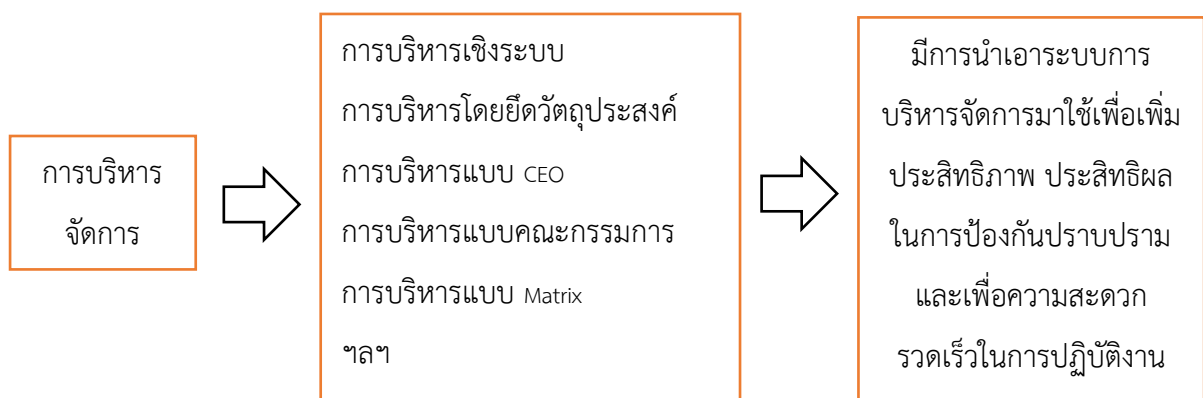 การบริหาร
จัดการ
การบริหารเชิงระบบ
การบริหารโดยยึดวัตถุประสงค์
การบริหารแบบ CEO
การบริหารแบบคณะกรรมการ
การบริหารแบบ Matrix
ฯลฯ
มีการนำเอาระบบการ
บริหารจัดการมาใช้เพื่อเพิ่ม
ประสิทธิภาพ ประสิทธิผล
ในการป้องกันปราบปราม
และเพื่อความสะดวก
รวดเร็วในการปฏิบัติงาน